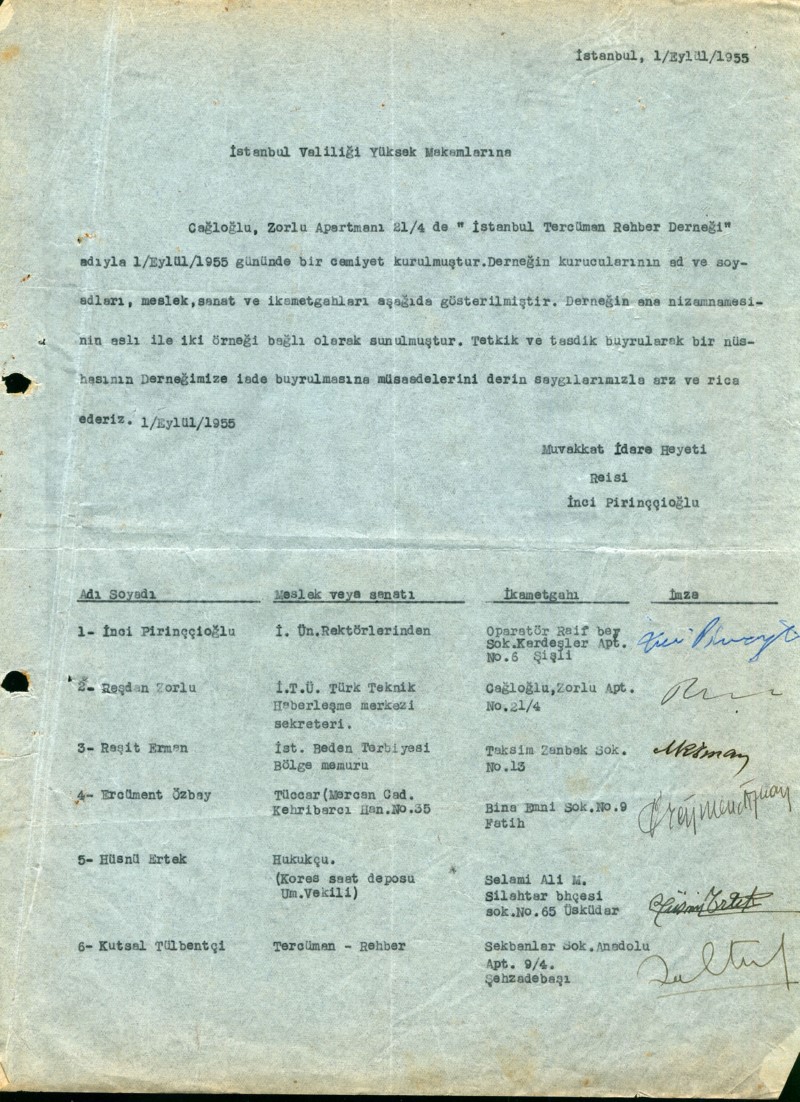 İstanbul, 1/Eylül/1955
İstanbul Valiliği Yüksek Makamlarına
Cağloğlu, Zorlu Apartmanı 21/4 de " İstanbul Tercüman Rehber Derneği"
adıyla 1/Eylül/1955 gününde bir cemiyet kurulmuştur.Derneğin kurucularının ad ve soy-
adları, meslek,sanat ve ikametgahları aşağıda gösterilmiştir. Derneğin ana nizamnamesi-
nin aslı ile iki örneği bağlı olarak sunulmuştur. Tetkik ve tasdik buyrularak bir nüs-
hasının Derneğimize iade buyrulmasına müsaadelerini derin saygılarımızla arz ve rica
ederiz. 1/Eylül/1955
Muvakkat İdare Heyeti
Reisi
İnci Pirinççioğlu
Adı Soyadı Meslek veya sanatı İkametgahı İmza
1- İnci Pirinççioğlu İ. Ün.Rektörlerinden Oparatör Raif bey
Sok.Kardeşler Apt.
No.6 Şişli
2- Reşdan Zorlu İ.T.Ü. Türk Teknik Cağloğlu,Zorlu Apt.
Haberleşme merkezi No.21/4
sekreteri.
3- Raşit Erman İst. Beden Terbiyesi Taksim Zanbak Sok.
Bölge memuru No.13
4- Ercüment Özbay Tüccar(Mercan Cad.
Kehribarcı Han.No.35 Bina Emni Sok.No.9
Fatih
5- Hüsnü Ertek Hukukçu.
(Kores saat deposu Selami Ali M.
Um.Vekili) Silahtar bhçesi
sok.No.65 Üsküdar Hüsnü Ertek
6- Kutsal Tülbentçi Tercüman - Rehber Sekbanlar Sok.Anadolu
Apt. 9/4.
Şehzadebaşı